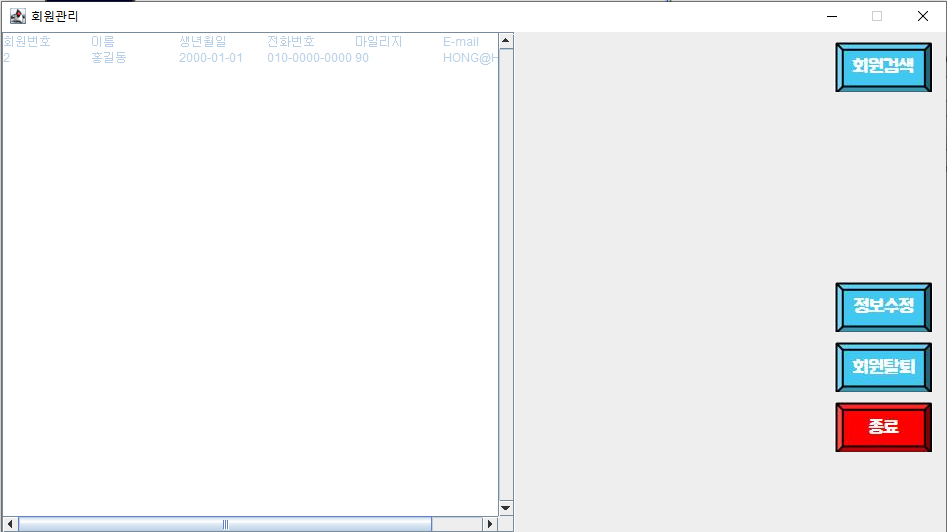 회원관리
회원번호 이름 생년월일 전화번호 마일리지 E-mail
2 홍길동 2000-01-01 010-0000-0000 90 HONG@H
회원검색
정보수정
회원탈퇴
종료